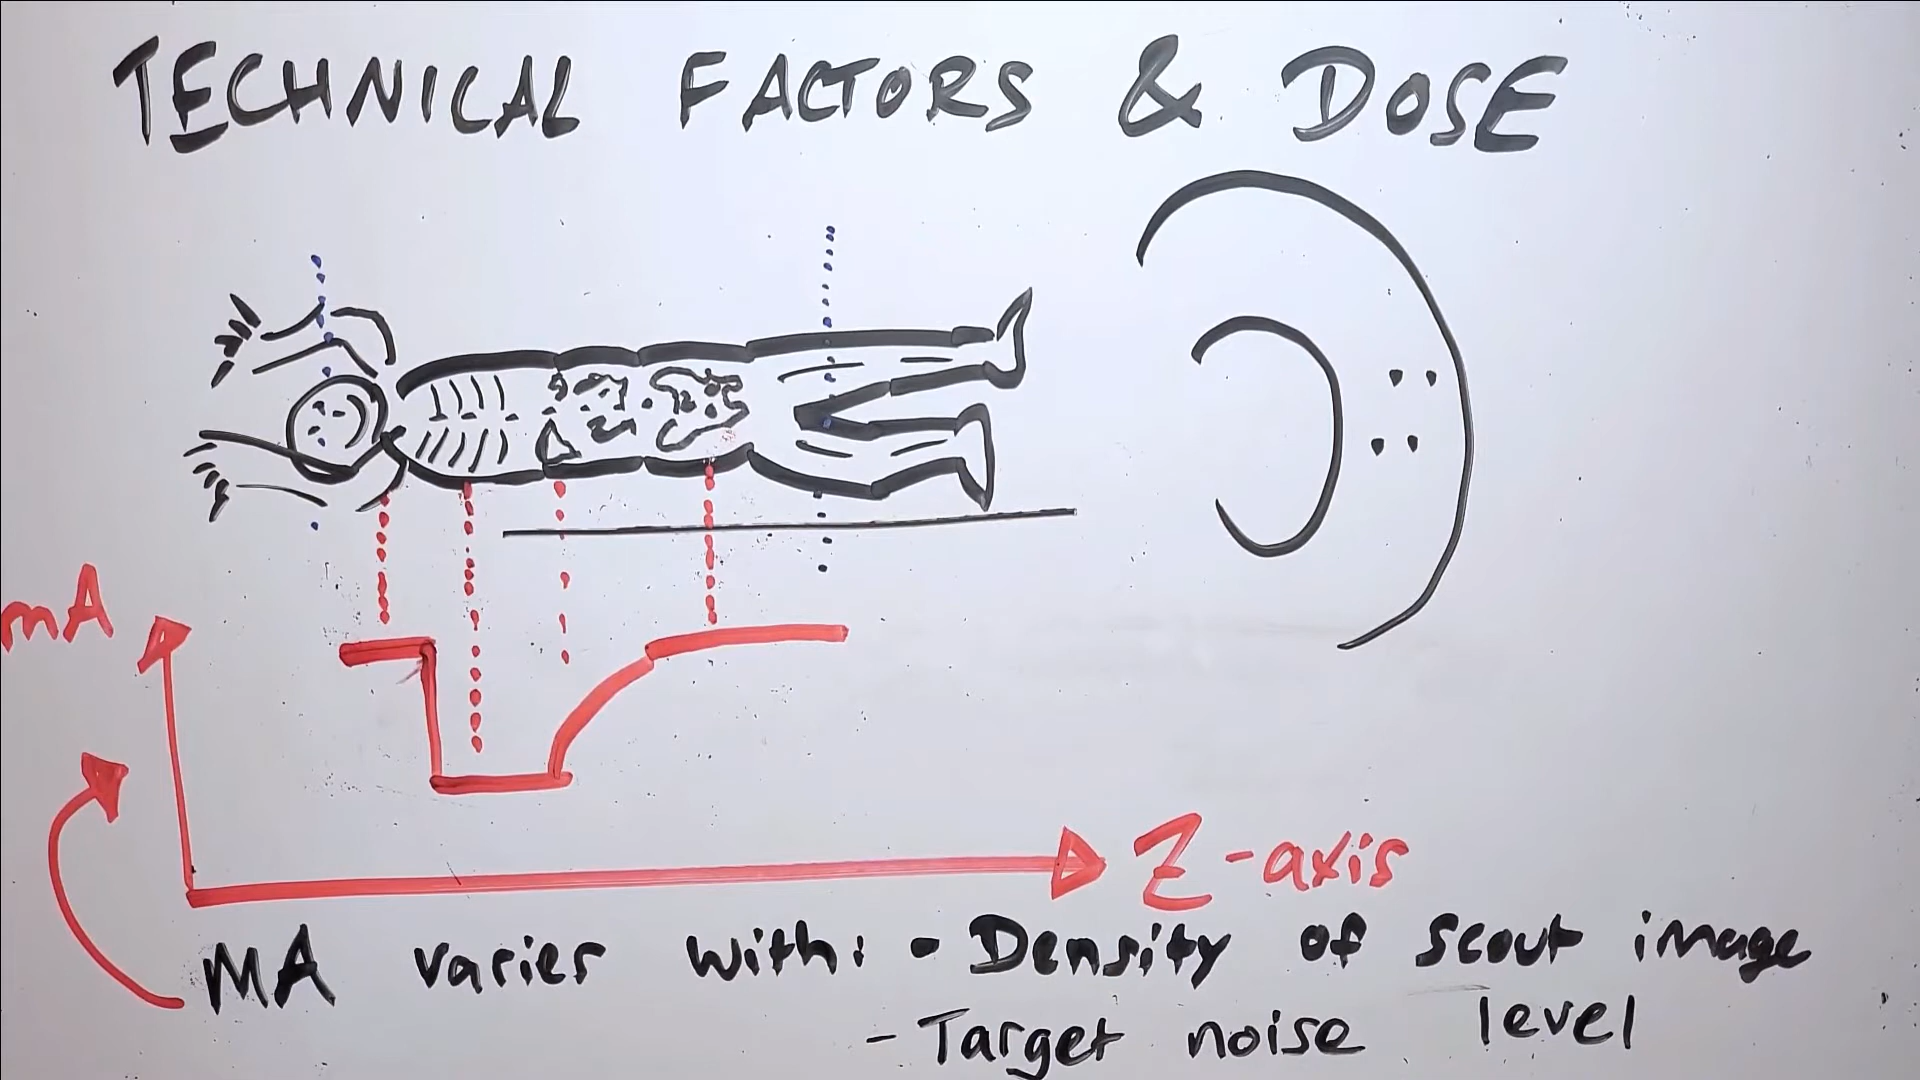 TECHNICAL FACTORS & DOSE
mA
Z-axis
MA varies with: - Density of scout image
- Target noise level